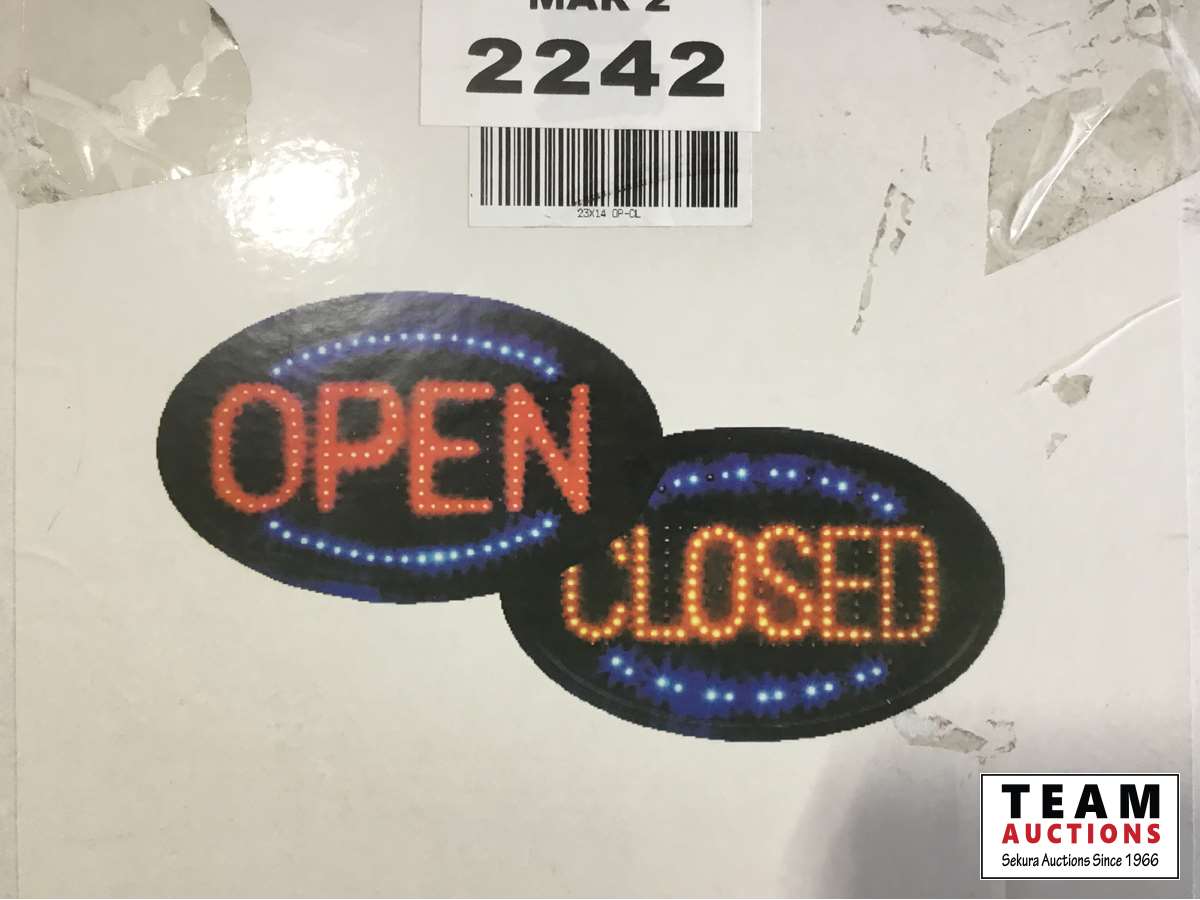 MAR 2
2242
23X14 OP-CL
OPEN
CLOSED
TEAM
AUCTIONS
Sekura Auctions Since 1966